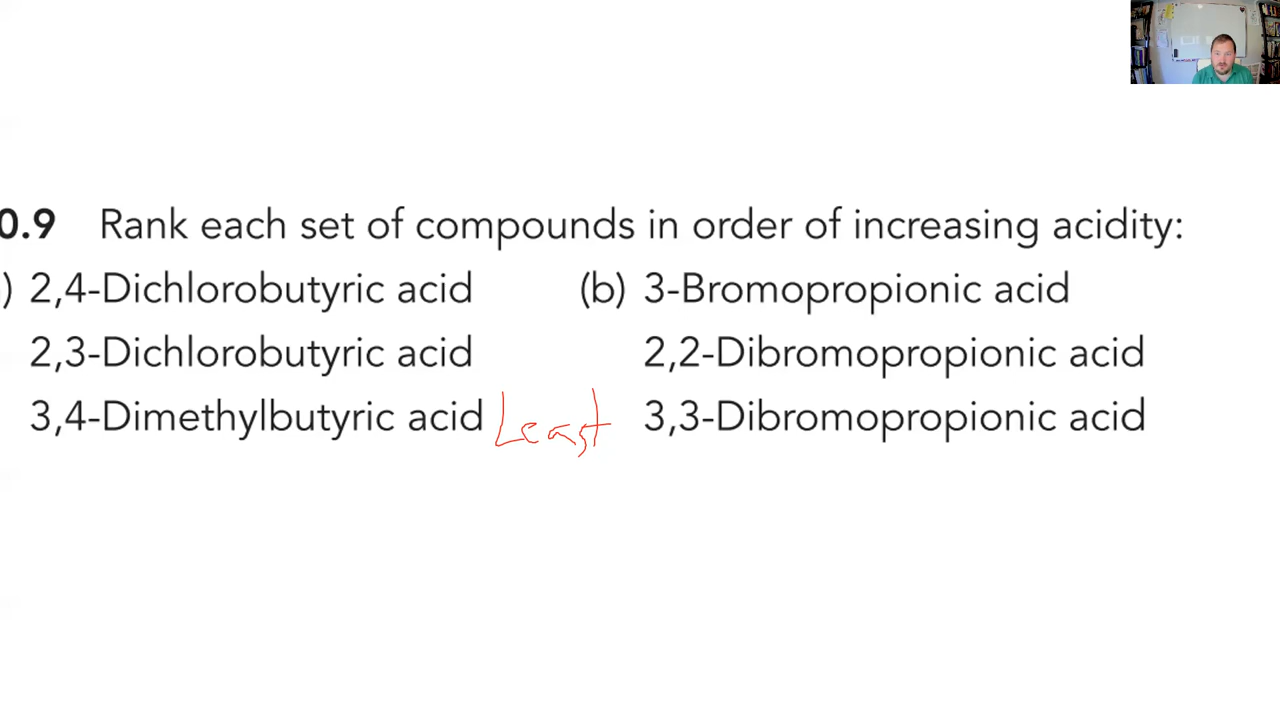 0.9 Rank each set of compounds in order of increasing acidity:
) 2,4-Dichlorobutyric acid (b) 3-Bromopropionic acid
2,3-Dichlorobutyric acid 2,2-Dibromopropionic acid
3,4-Dimethylbutyric acid Least 3,3-Dibromopropionic acid